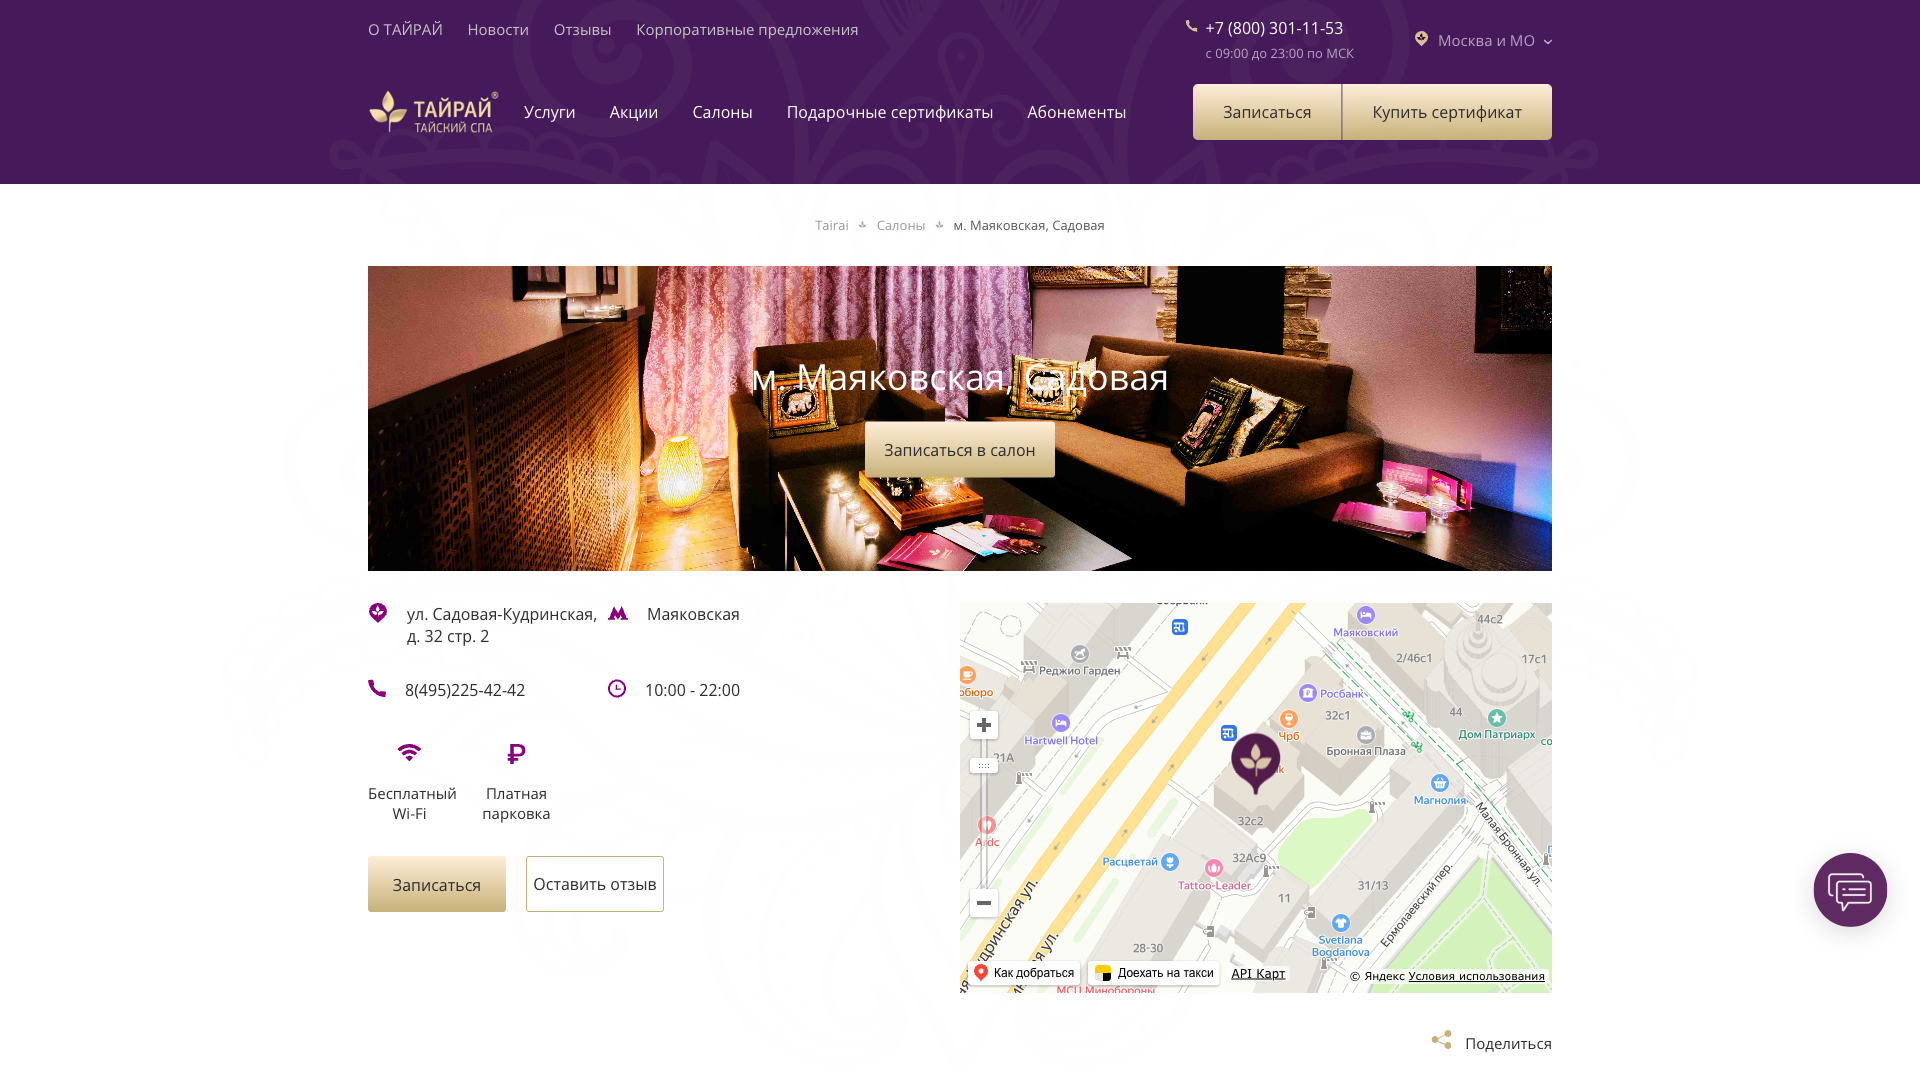 О ТАЙРАЙ
Новости
Отзывы
Корпоративные предложения
+7 (800) 301-11-53
с 09:00 до 23:00 по МСК
Москва и МО
ТАЙРАЙ®
ТАЙСКИЙ СПА
Услуги
Акции
Салоны
Подарочные сертификаты
Абонементы
Записаться
Купить сертификат
Tairai
Салоны
м. Маяковская, Садовая
м. Маяковская, Садовая
Записаться в салон
ул. Садовая-Кудринская,
д. 32 стр. 2
Маяковская
8(495)225-42-42
10:00 - 22:00
Бесплатный
Wi-Fi
Платная
парковка
Записаться
Оставить отзыв
Маяковский
44с2
2/46с1
17с1
Реджио Гарден
Росбанк
32с1
44
Чрб
Дом Патриарх
Hartwell Hotel
Бронная Плаза
21А
Магнолия
32с2
Ardc
Малая Бронная ул.
32Ас9
Расцветай
Tattoo-Leader
31/13
11
Ермолаевский пер.
Svetlana
Bogdanova
28-30
Как добраться
Доехать на такси
API Карт
© Яндекс Условия использования
МСЦ Минобороны
Поделиться